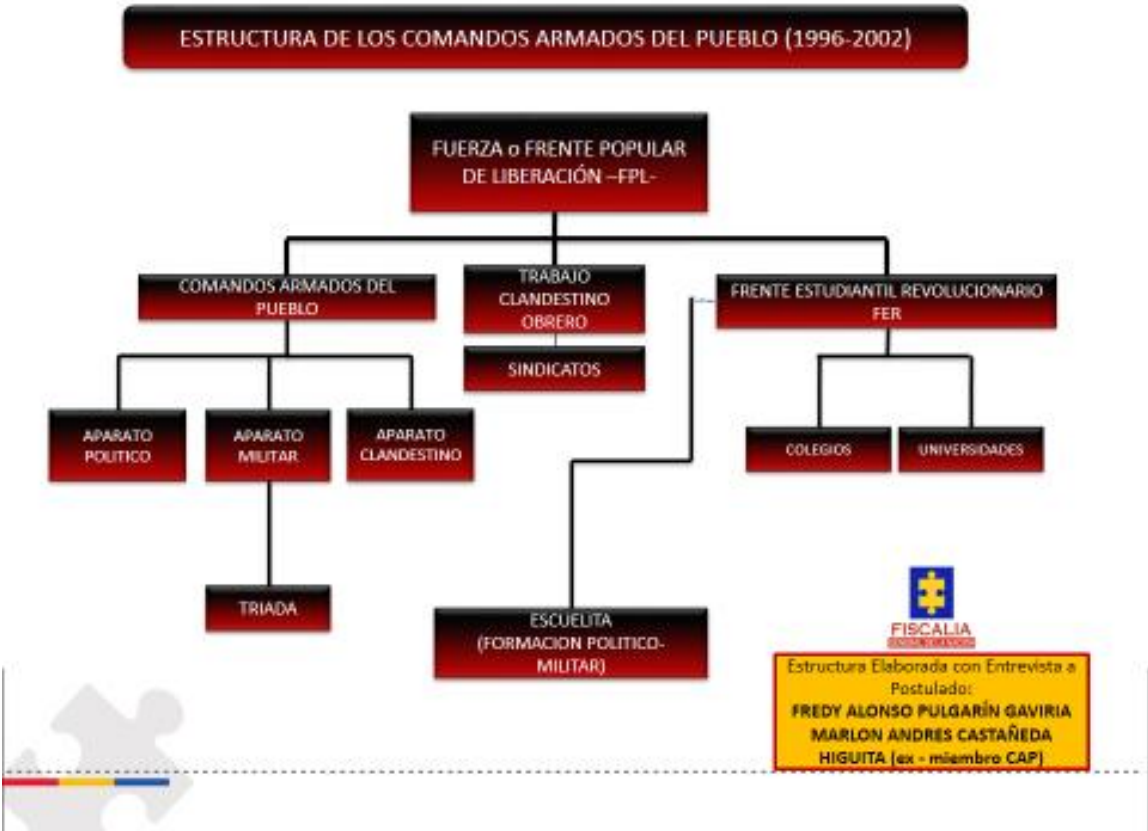 ESTRUCTURA DE LOS COMANDOS ARMADOS DEL PUEBLO (1996-2002)
FUERZA o FRENTE POPULAR
DE LIBERACIÓN –FPL-
COMANDOS ARMADOS DEL
PUEBLO
TRABAJO
CLANDESTINO
OBRERO
FRENTE ESTUDIANTIL REVOLUCIONARIO
FER
SINDICATOS
APARATO
POLITICO
APARATO
MILITAR
APARATO
CLANDESTINO
COLEGIOS
UNIVERSIDADES
TRIADA
ESCUELITA
(FORMACION POLITICO-
MILITAR)
FISCALIA
Estructura Elaborada con Entrevista a
Postulado:
FREDY ALONSO PULGARÍN GAVIRIA
MARLON ANDRES CASTAÑEDA
HIGUITA (ex - miembro CAP)